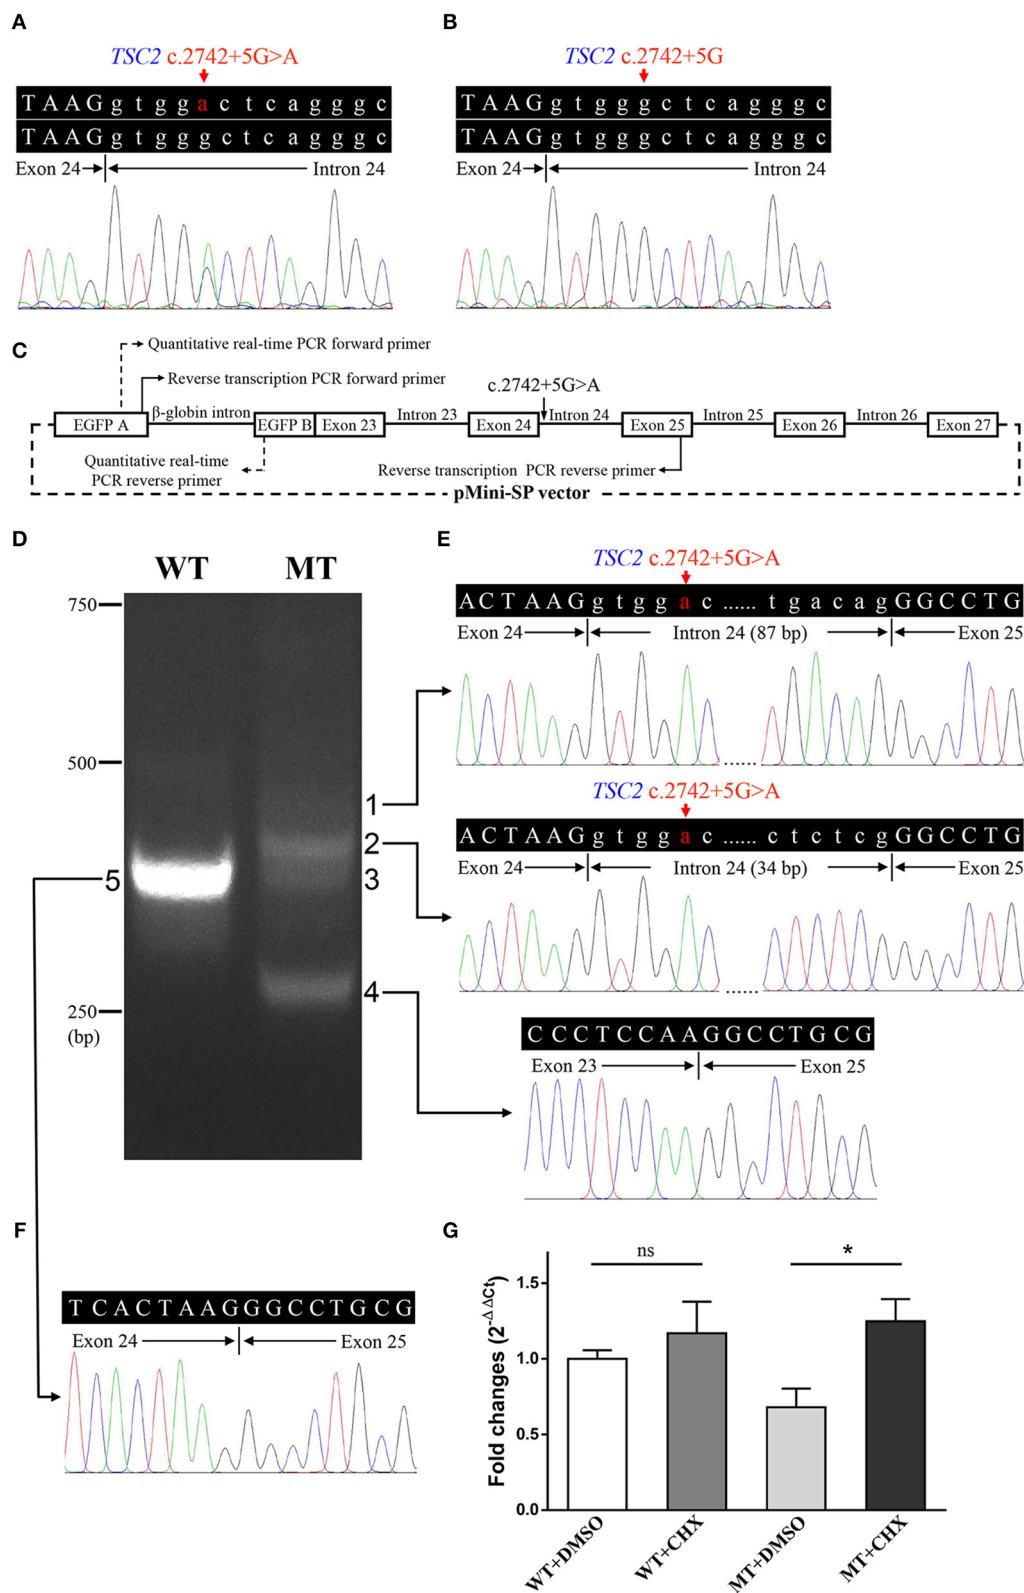 A
TSC2 c.2742+5G>A
T A A G g t g g a c t c a g g g c
T A A G g t g g g c t c a g g g c
Exon 24 Intron 24
B
TSC2 c.2742+5G
T A A G g t g g g c t c a g g g c
T A A G g t g g g c t c a g g g c
Exon 24 Intron 24
C
Quantitative real-time PCR forward primer
Reverse transcription PCR forward primer
c.2742+5G>A
EGFP A β-globin intron EGFP B Exon 23 Intron 23 Exon 24 Intron 24 Exon 25 Intron 25 Exon 26 Intron 26 Exon 27
Quantitative real-time
PCR reverse primer
Reverse transcription PCR reverse primer
pMini-SP vector
D
WT MT
750
500
250
(bp)
1
2
3
4
5
E
TSC2 c.2742+5G>A
A C T A A G g t g g a c ...... t g a c a g G G C C T G
Exon 24 Intron 24 (87 bp) Exon 25
......
TSC2 c.2742+5G>A
A C T A A G g t g g a c ...... c t c t c g G G C C T G
Exon 24 Intron 24 (34 bp) Exon 25
......
C C C T C C A A G G C C T G C G
Exon 23 Exon 25
F
T C A C T A A G G G C C T G C G
Exon 24 Exon 25
G
ns
*
Fold changes (2-ΔΔCt)
1.5
1.0
0.5
0.0
WT+DMSO
WT+CHX
MT+DMSO
MT+CHX